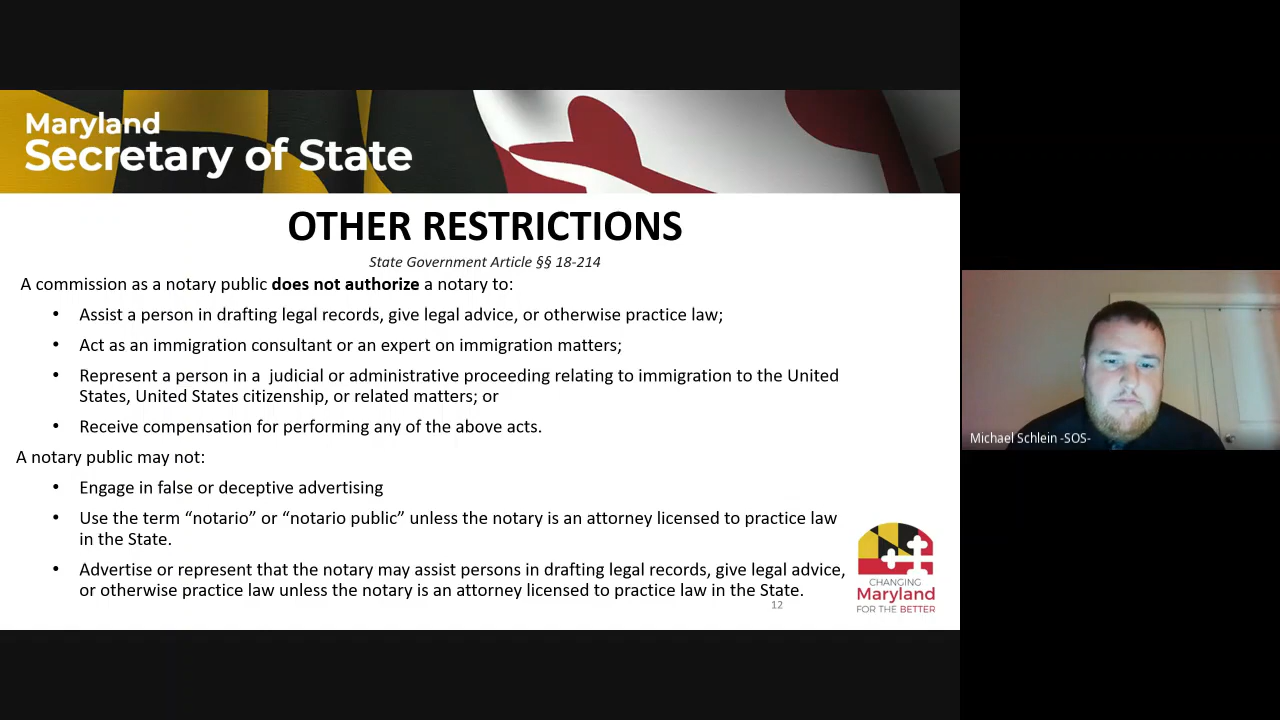 Maryland
Secretary of State
OTHER RESTRICTIONS
State Government Article §§ 18-214
A commission as a notary public does not authorize a notary to:
• Assist a person in drafting legal records, give legal advice, or otherwise practice law;
• Act as an immigration consultant or an expert on immigration matters;
• Represent a person in a  judicial or administrative proceeding relating to immigration to the United
States, United States citizenship, or related matters; or
• Receive compensation for performing any of the above acts.
A notary public may not:
• Engage in false or deceptive advertising
• Use the term “notario” or “notario public” unless the notary is an attorney licensed to practice law
in the State.
• Advertise or represent that the notary may assist persons in drafting legal records, give legal advice,
or otherwise practice law unless the notary is an attorney licensed to practice law in the State.
12
CHANGING
Maryland
FOR THE BETTER
Michael Schlein -SOS-